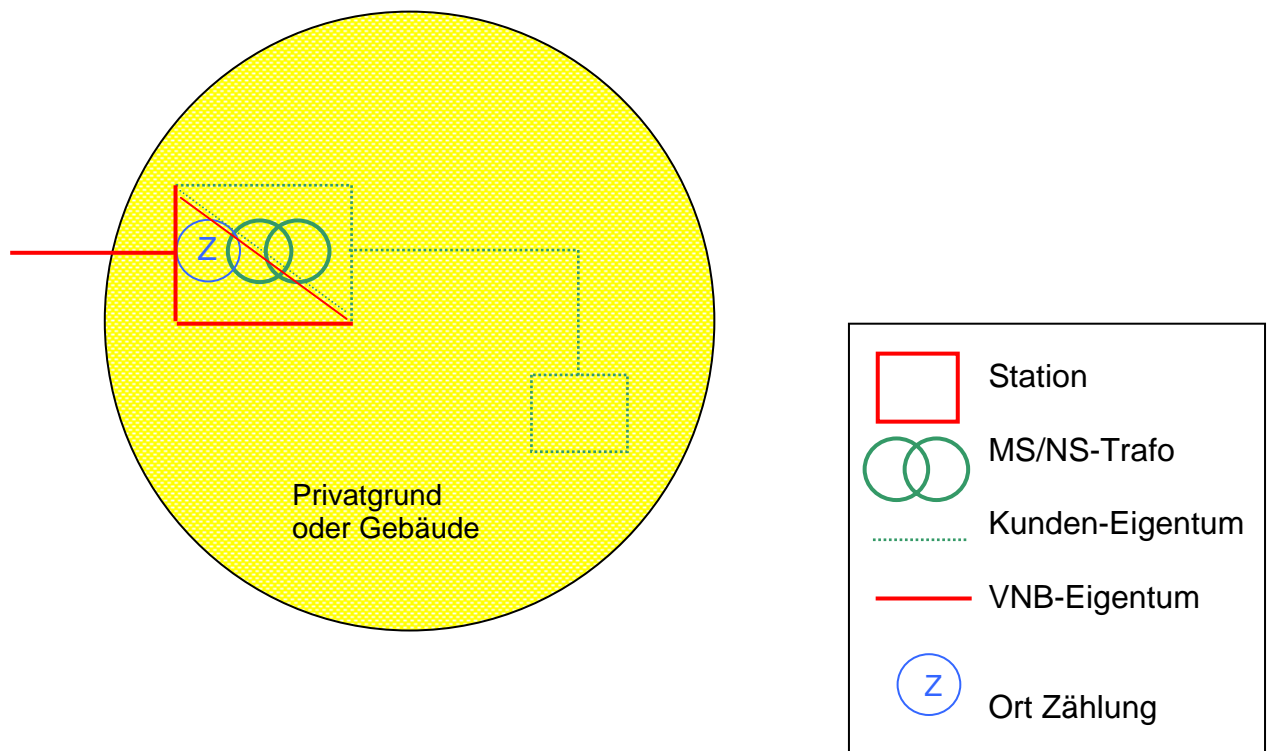 Z
Privatgrund
oder Gebäude
Station
MS/NS-Trafo
Kunden-Eigentum
VNB-Eigentum
Z
Ort Zählung